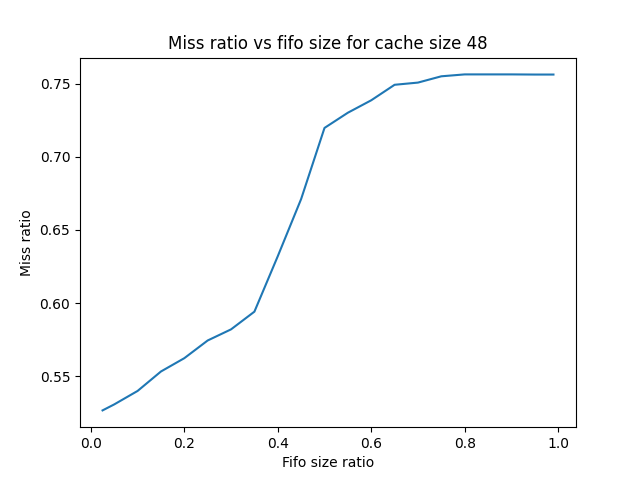 Miss ratio vs fifo size for cache size 48
0.75
0.70
0.65
0.60
0.55
Miss ratio
0.0 0.2 0.4 0.6 0.8 1.0
Fifo size ratio